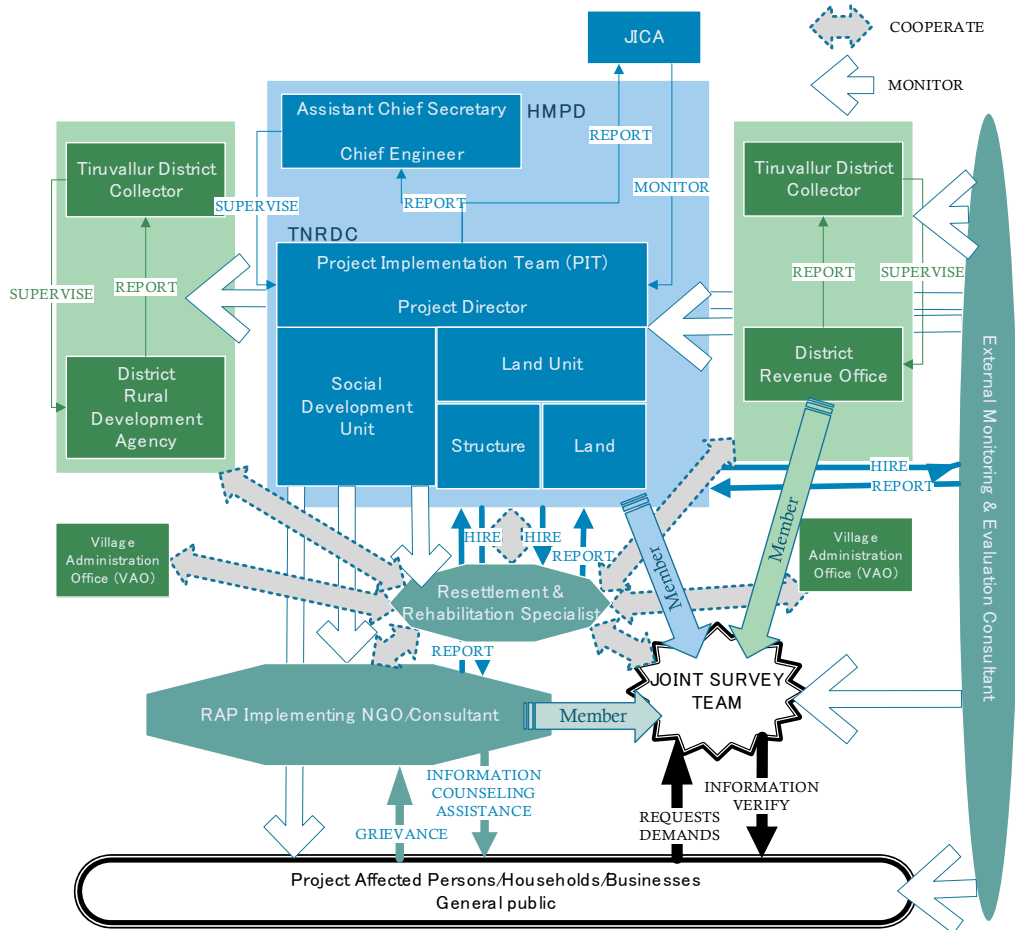 JICA
COOPERATE
MONITOR
Assistant Chief Secretary
Chief Engineer
HMPD
REPORT
MONITOR
SUPERVISE
REPORT
TNRDC
Project Implementation Team (PIT)
Project Director
Social
Development
Unit
Land Unit
Structure
Land
Tiruvallur District
Collector
SUPERVISE
REPORT
District
Rural
Development
Agency
Tiruvallur District
Collector
REPORT
SUPERVISE
District
Revenue Office
External Monitoring & Evaluation Consultant
HIRE
REPORT
Village
Administration
Office (VAO)
HIRE
HIRE
REPORT
Member
Member
Village
Administration
Office (VAO)
Resettlement &
Rehabilitation Specialist
REPORT
RAP Implementing NGO/Consultant
Member
JOINT SURVEY
TEAM
INFORMATION
COUNSELING
ASSISTANCE
GRIEVANCE
REQUESTS
DEMANDS
INFORMATION
VERIFY
Project Affected Persons/Households/Businesses
General public